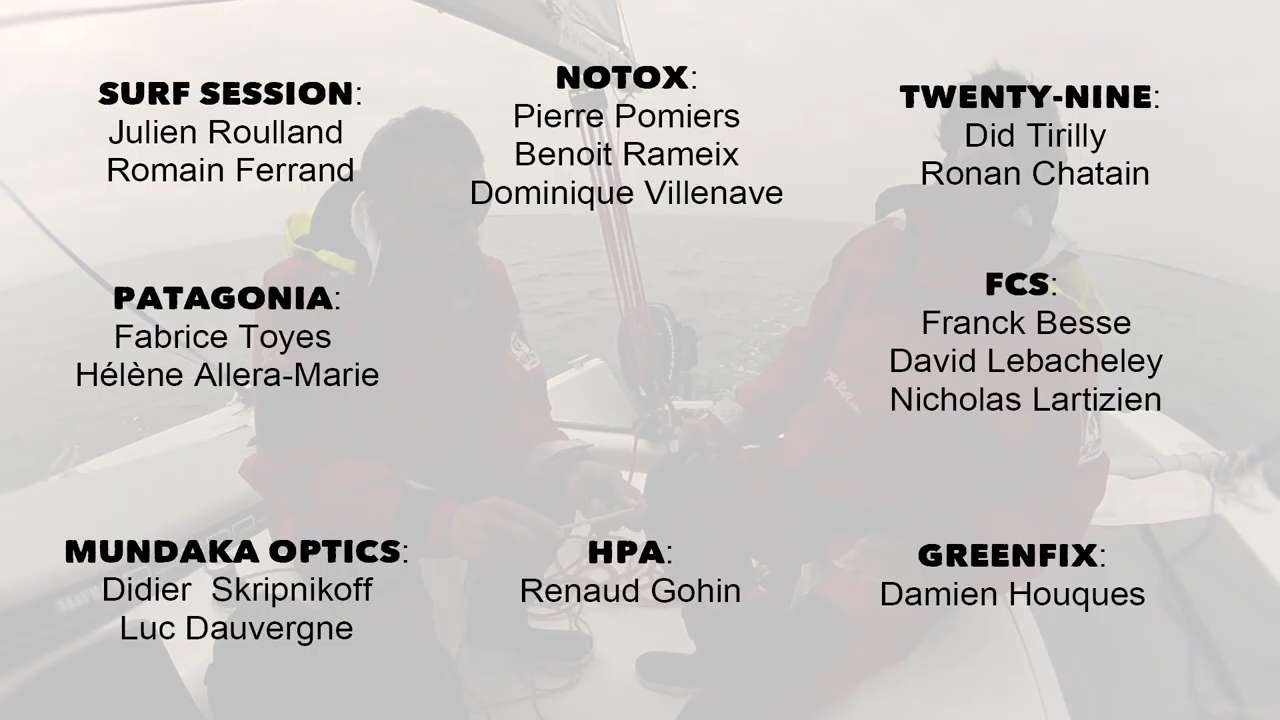 SURF SESSION:
Julien Roulland
Romain Ferrand
NOTOX:
Pierre Pomiers
Benoit Rameix
Dominique Villenave
TWENTY-NINE:
Did Tirilly
Ronan Chatain
PATAGONIA:
Fabrice Toyes
Hélène Allera-Marie
FCS:
Franck Besse
David Lebacheley
Nicholas Lartizien
MUNDAKA OPTICS:
Didier  Skripnikoff
Luc Dauvergne
HPA:
Renaud Gohin
GREENFIX:
Damien Houques